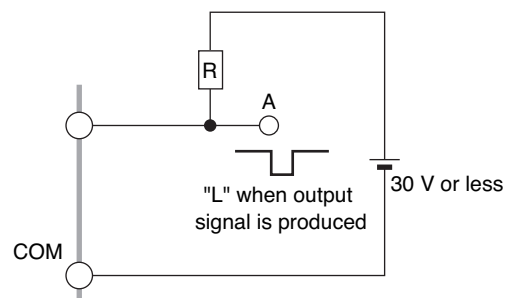 R
A
"L" when output
signal is produced
30 V or less
COM